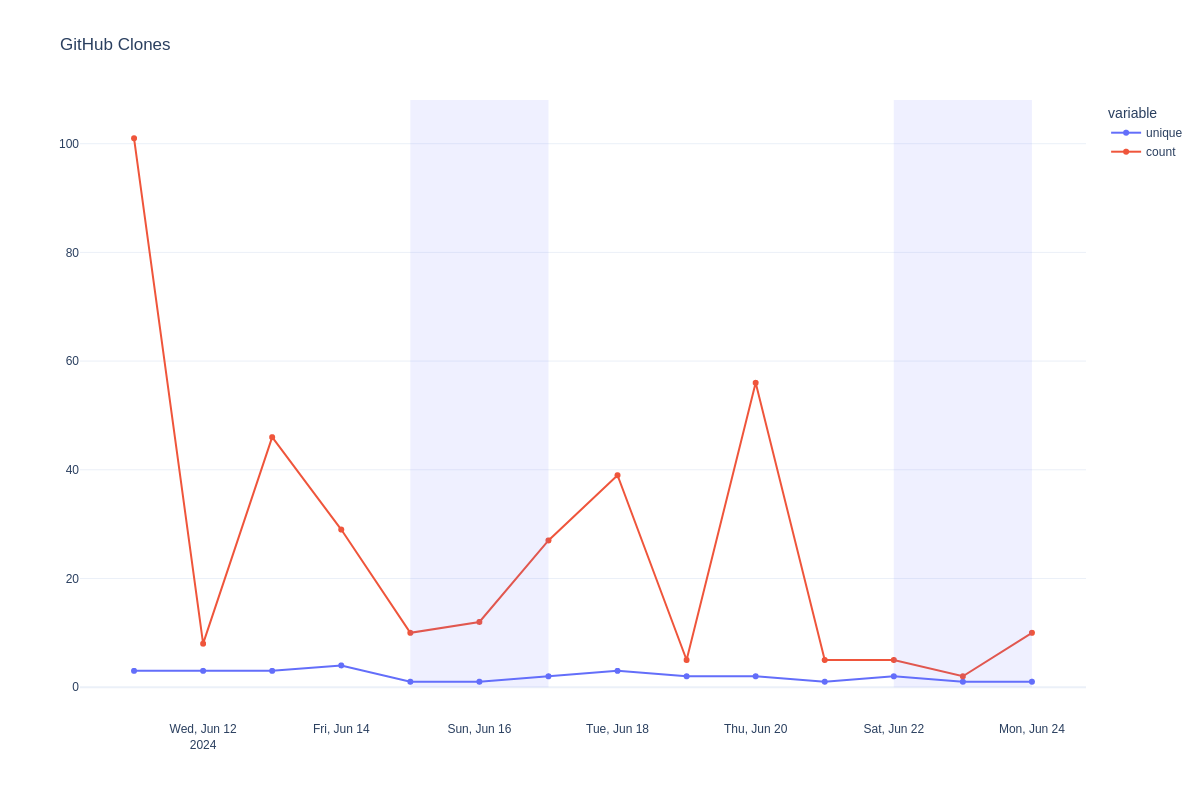 GitHub Clones
variable
unique
count
100
80
60
40
20
0
Wed, Jun 12
2024
Fri, Jun 14
Sun, Jun 16
Tue, Jun 18
Thu, Jun 20
Sat, Jun 22
Mon, Jun 24